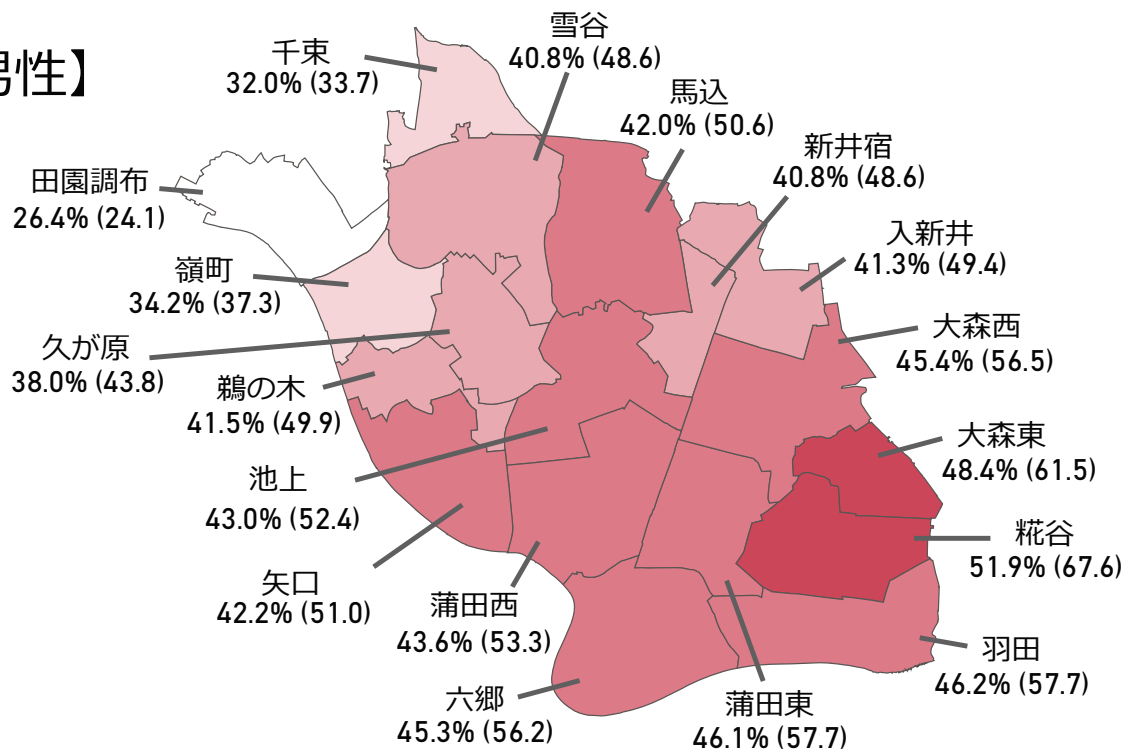 男性】
千束
32.0% (33.7)
雪谷
40.8% (48.6)
馬込
42.0% (50.6)
新井宿
40.8% (48.6)
田園調布
26.4% (24.1)
入新井
41.3% (49.4)
嶺町
34.2% (37.3)
大森西
45.4% (56.5)
久が原
38.0% (43.8)
鵜の木
41.5% (49.9)
大森東
48.4% (61.5)
池上
43.0% (52.4)
糀谷
51.9% (67.6)
矢口
42.2% (51.0)
蒲田西
43.6% (53.3)
羽田
46.2% (57.7)
六郷
45.3% (56.2)
蒲田東
46.1% (57.7)